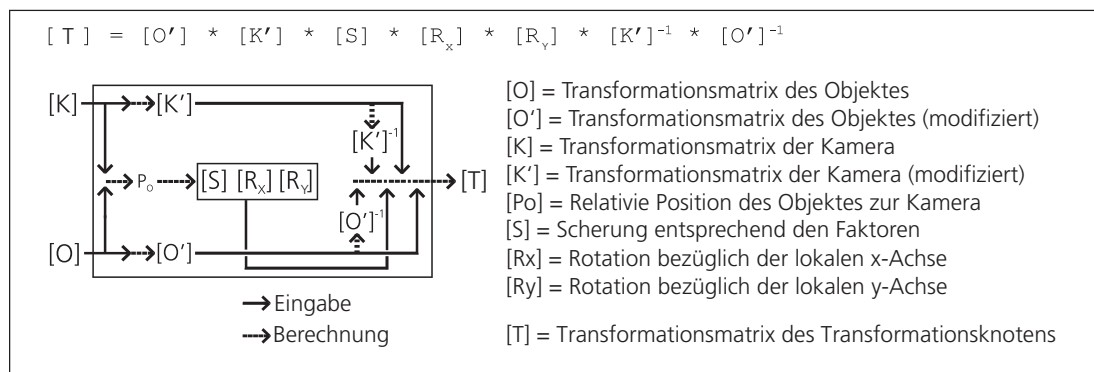 [ T ] = [O'] * [K'] * [S] * [Rx] * [RY] * [K']-1 * [O']-1
[K] [K']
[K']-1
Po [S] [RX] [RY] [T]
[O']-1
[O] [O']
Eingabe
Berechnung
[O] = Transformationsmatrix des Objektes
[O'] = Transformationsmatrix des Objektes (modifiziert)
[K] = Transformationsmatrix der Kamera
[K'] = Transformationsmatrix der Kamera (modifiziert)
[Po] = Relativie Position des Objektes zur Kamera
[S] = Scherung entsprechend den Faktoren
[Rx] = Rotation bezüglich der lokalen x-Achse
[Ry] = Rotation bezüglich der lokalen y-Achse
[T] = Transformationsmatrix des Transformationsknotens